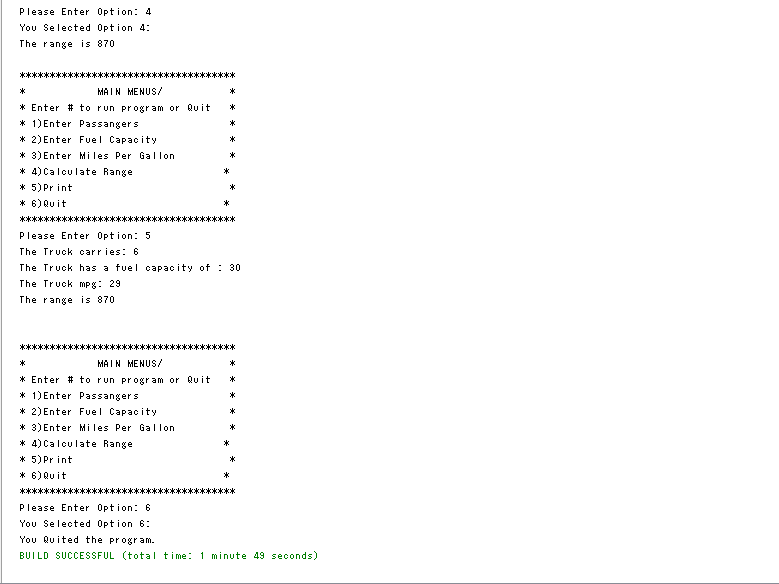 Please Enter Option: 4
You Selected Option 4:
The range is 870
************************************
*            MAIN MENUS/           *
* Enter # to run program or Quit   *
* 1)Enter Passangers               *
* 2)Enter Fuel Capacity            *
* 3)Enter Miles Per Gallon         *
* 4)Calculate Range               *
* 5)Print                          *
* 6)Quit                          *
************************************
Please Enter Option: 5
The Truck carries: 6
The Truck has a fuel capacity of : 30
The Truck mpg: 29
The range is 870
************************************
*            MAIN MENUS/           *
* Enter # to run program or Quit   *
* 1)Enter Passangers               *
* 2)Enter Fuel Capacity            *
* 3)Enter Miles Per Gallon         *
* 4)Calculate Range               *
* 5)Print                          *
* 6)Quit                          *
************************************
Please Enter Option: 6
You Selected Option 6:
You Quited the program.
BUILD SUCCESSFUL (total time: 1 minute 49 seconds)